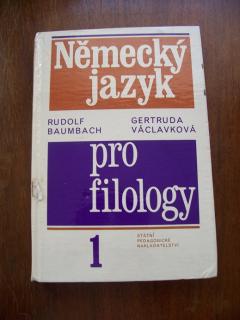 Německý
jazyk
RUDOLF
BAUMBACH
GERTRUDA
VÁCLAVKOVÁ
pro
filology
1
STÁTNÍ
PEDAGOGICKÉ
NAKLADATELSTVÍ